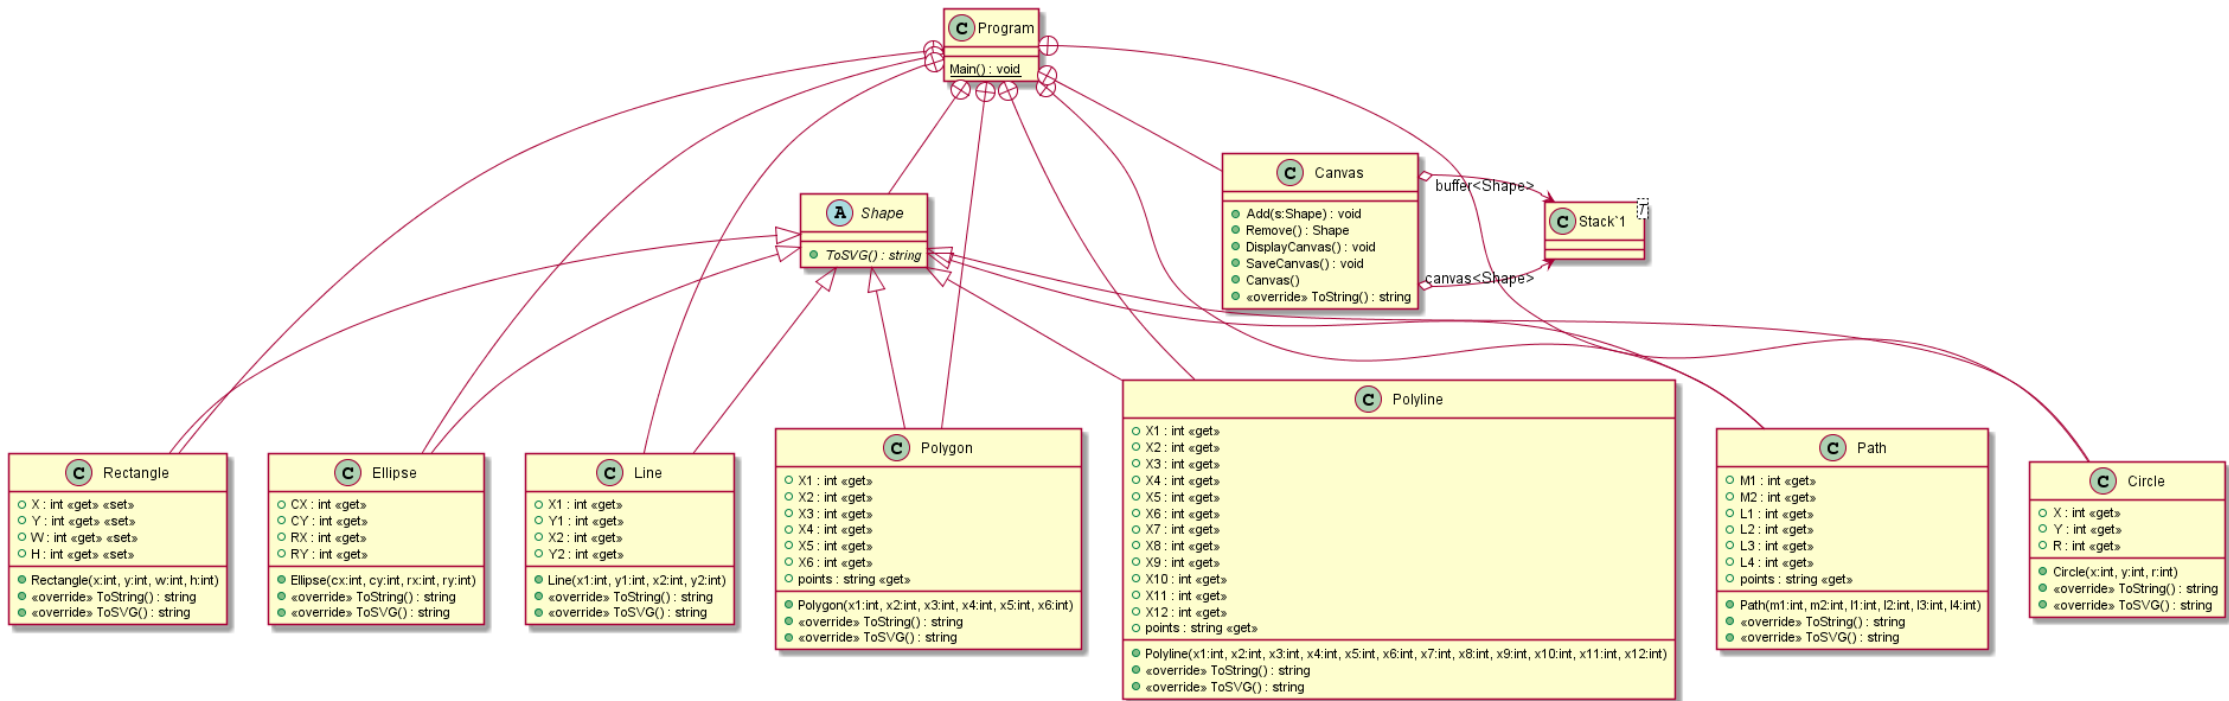 C Program
Main() : void
A Shape
ToSVG() : string
C Canvas
Add(s:Shape) : void
Remove() : Shape
DisplayCanvas() : void
SaveCanvas() : void
Canvas()
«override» ToString() : string
buffer<Shape>
canvas<Shape>
C Stack`1
T
C Rectangle
X : int «get» «set»
Y : int «get» «set»
W : int «get» «set»
H : int «get» «set»
Rectangle(x:int, y:int, w:int, h:int)
«override» ToString() : string
«override» ToSVG() : string
C Ellipse
CX : int «get»
CY : int «get»
RX : int «get»
RY : int «get»
Ellipse(cx:int, cy:int, rx:int, ry:int)
«override» ToString() : string
«override» ToSVG() : string
C Line
X1 : int «get»
Y1 : int «get»
X2 : int «get»
Y2 : int «get»
Line(x1:int, y1:int, x2:int, y2:int)
«override» ToString() : string
«override» ToSVG() : string
C Polygon
X1 : int «get»
X2 : int «get»
X3 : int «get»
X4 : int «get»
X5 : int «get»
X6 : int «get»
points : string «get»
Polygon(x1:int, x2:int, x3:int, x4:int, x5:int, x6:int)
«override» ToString() : string
«override» ToSVG() : string
C Polyline
X1 : int «get»
X2 : int «get»
X3 : int «get»
X4 : int «get»
X5 : int «get»
X6 : int «get»
X7 : int «get»
X8 : int «get»
X9 : int «get»
X10 : int «get»
X11 : int «get»
X12 : int «get»
points : string «get»
Polyline(x1:int, x2:int, x3:int, x4:int, x5:int, x6:int, x7:int, x8:int, x9:int, x10:int, x11:int, x12:int)
«override» ToString() : string
«override» ToSVG() : string
C Path
M1 : int «get»
M2 : int «get»
L1 : int «get»
L2 : int «get»
L3 : int «get»
L4 : int «get»
points : string «get»
Path(m1:int, m2:int, l1:int, l2:int, l3:int, l4:int)
«override» ToString() : string
«override» ToSVG() : string
C Circle
X : int «get»
Y : int «get»
R : int «get»
Circle(x:int, y:int, r:int)
«override» ToString() : string
«override» ToSVG() : string